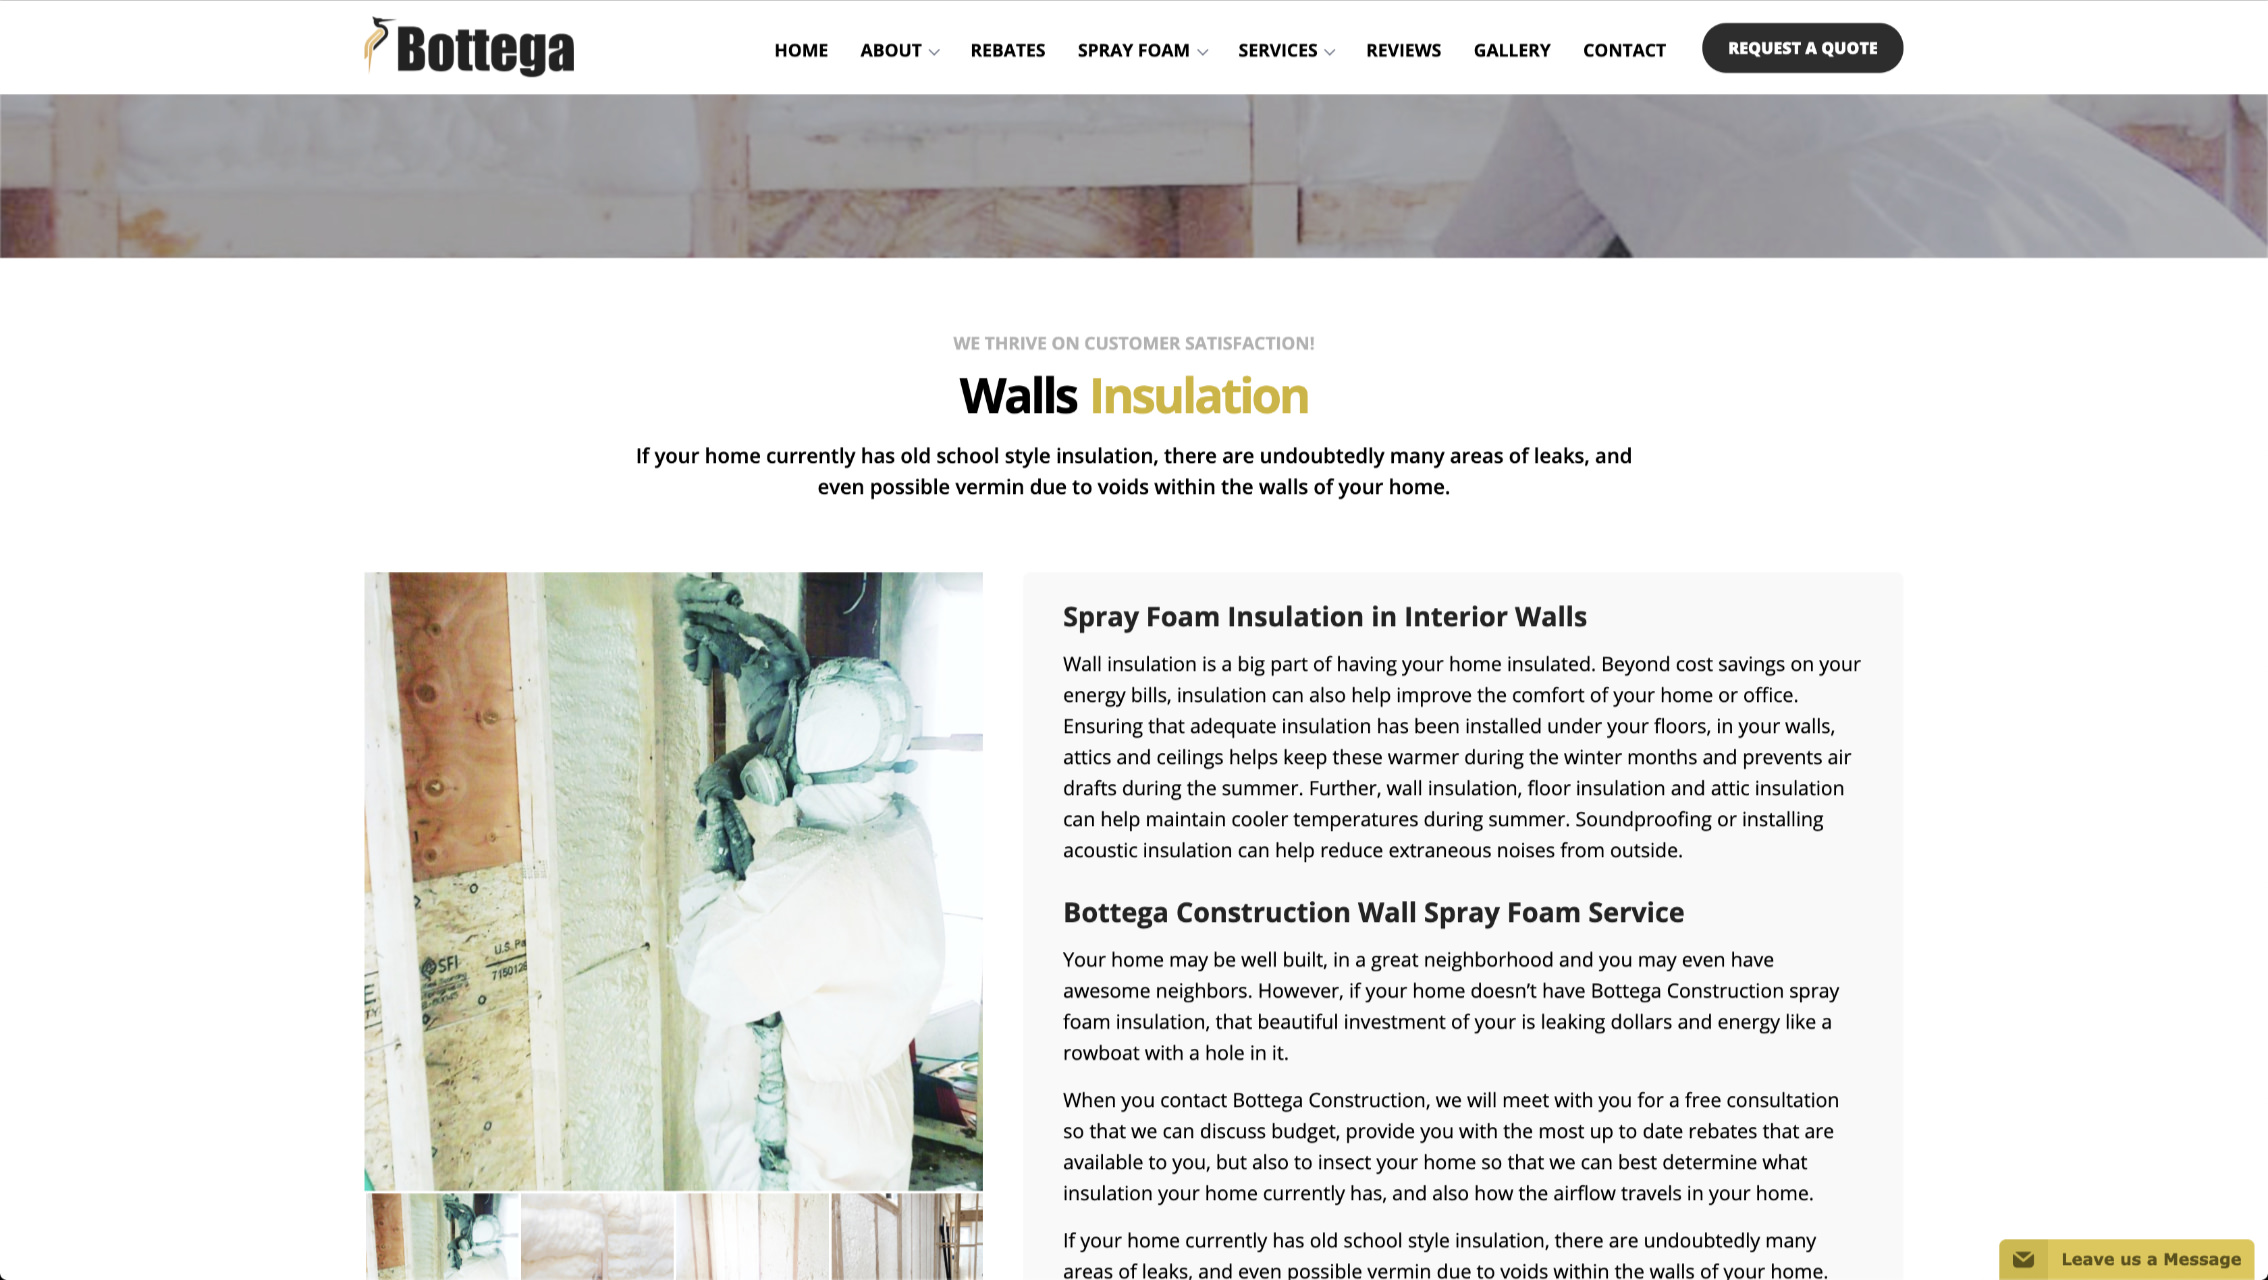 Bottega
HOME ABOUT REBATES SPRAY FOAM SERVICES REVIEWS GALLERY CONTACT REQUEST A QUOTE
WE THRIVE ON CUSTOMER SATISFACTION!
Walls Insulation
If your home currently has old school style insulation, there are undoubtedly many areas of leaks, and
even possible vermin due to voids within the walls of your home.
SFI
U.S. Pa
715012
Spray Foam Insulation in Interior Walls
Wall insulation is a big part of having your home insulated. Beyond cost savings on your
energy bills, insulation can also help improve the comfort of your home or office.
Ensuring that adequate insulation has been installed under your floors, in your walls,
attics and ceilings helps keep these warmer during the winter months and prevents air
drafts during the summer. Further, wall insulation, floor insulation and attic insulation
can help maintain cooler temperatures during summer. Soundproofing or installing
acoustic insulation can help reduce extraneous noises from outside.
Bottega Construction Wall Spray Foam Service
Your home may be well built, in a great neighborhood and you may even have
awesome neighbors. However, if your home doesn’t have Bottega Construction spray
foam insulation, that beautiful investment of your is leaking dollars and energy like a
rowboat with a hole in it.
When you contact Bottega Construction, we will meet with you for a free consultation
so that we can discuss budget, provide you with the most up to date rebates that are
available to you, but also to insect your home so that we can best determine what
insulation your home currently has, and also how the airflow travels in your home.
If your home currently has old school style insulation, there are undoubtedly many
areas of leaks, and even possible vermin due to voids within the walls of your home.
Leave us a Message